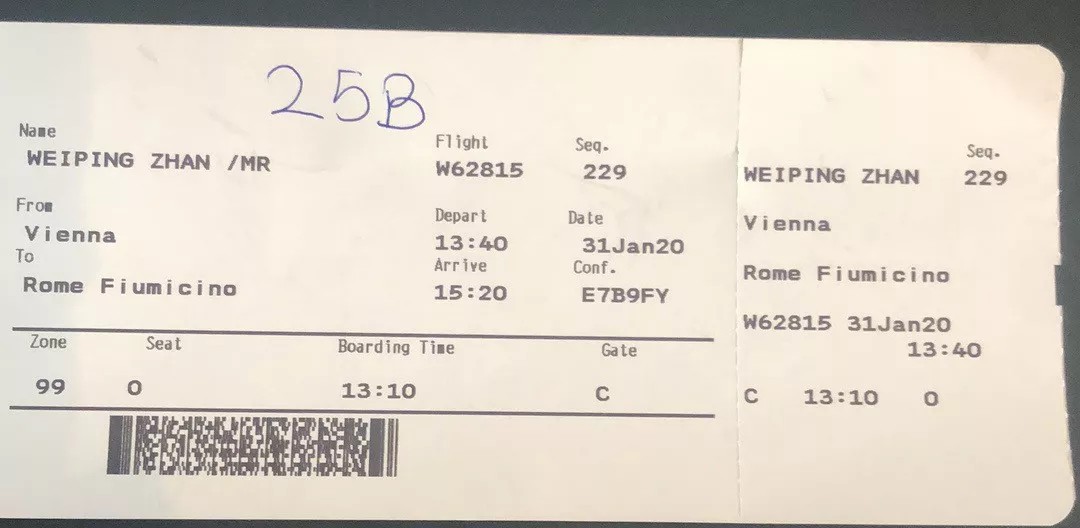 25B
Name
WEIPING ZHAN /MR
Flight Seq.
W62815 229
From
Vienna
Depart Date
13:40 31Jan20
To
Rome Fiumicino
Arrive Conf.
15:20 E7B9FY
Zone Seat Boarding Time Gate
99 0 13:10 C
Seq.
WEIPING ZHAN 229
Vienna
Rome Fiumicino
W62815 31Jan20
13:40
C 13:10 0